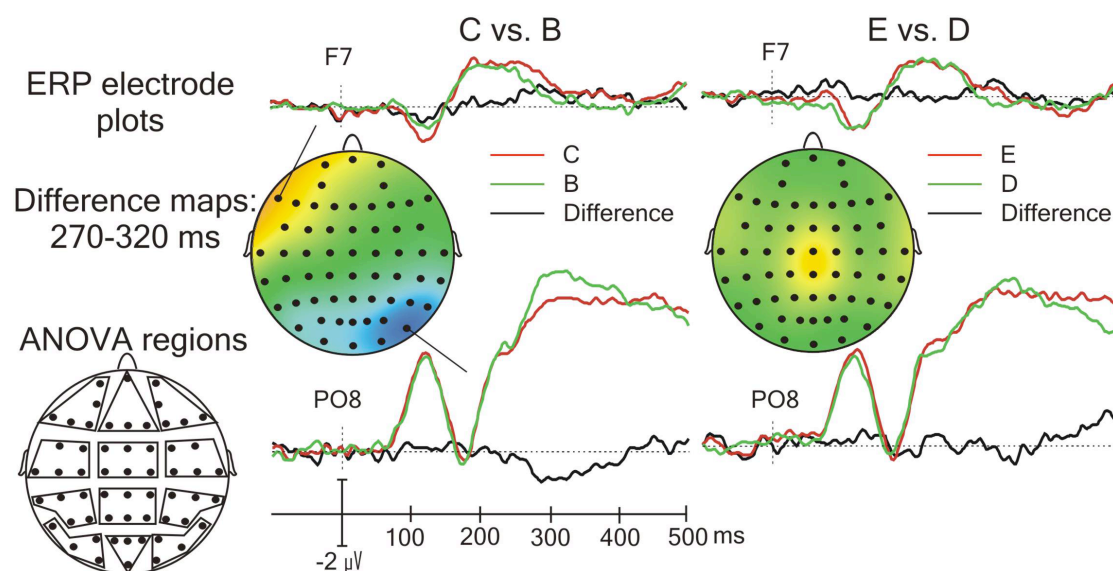 C vs. B
E vs. D
ERP electrode
plots
F7
F7
Difference maps:
270-320 ms
C
B
Difference
E
D
Difference
ANOVA regions
PO8
PO8
100
200
300
400
500 ms
-2 µV